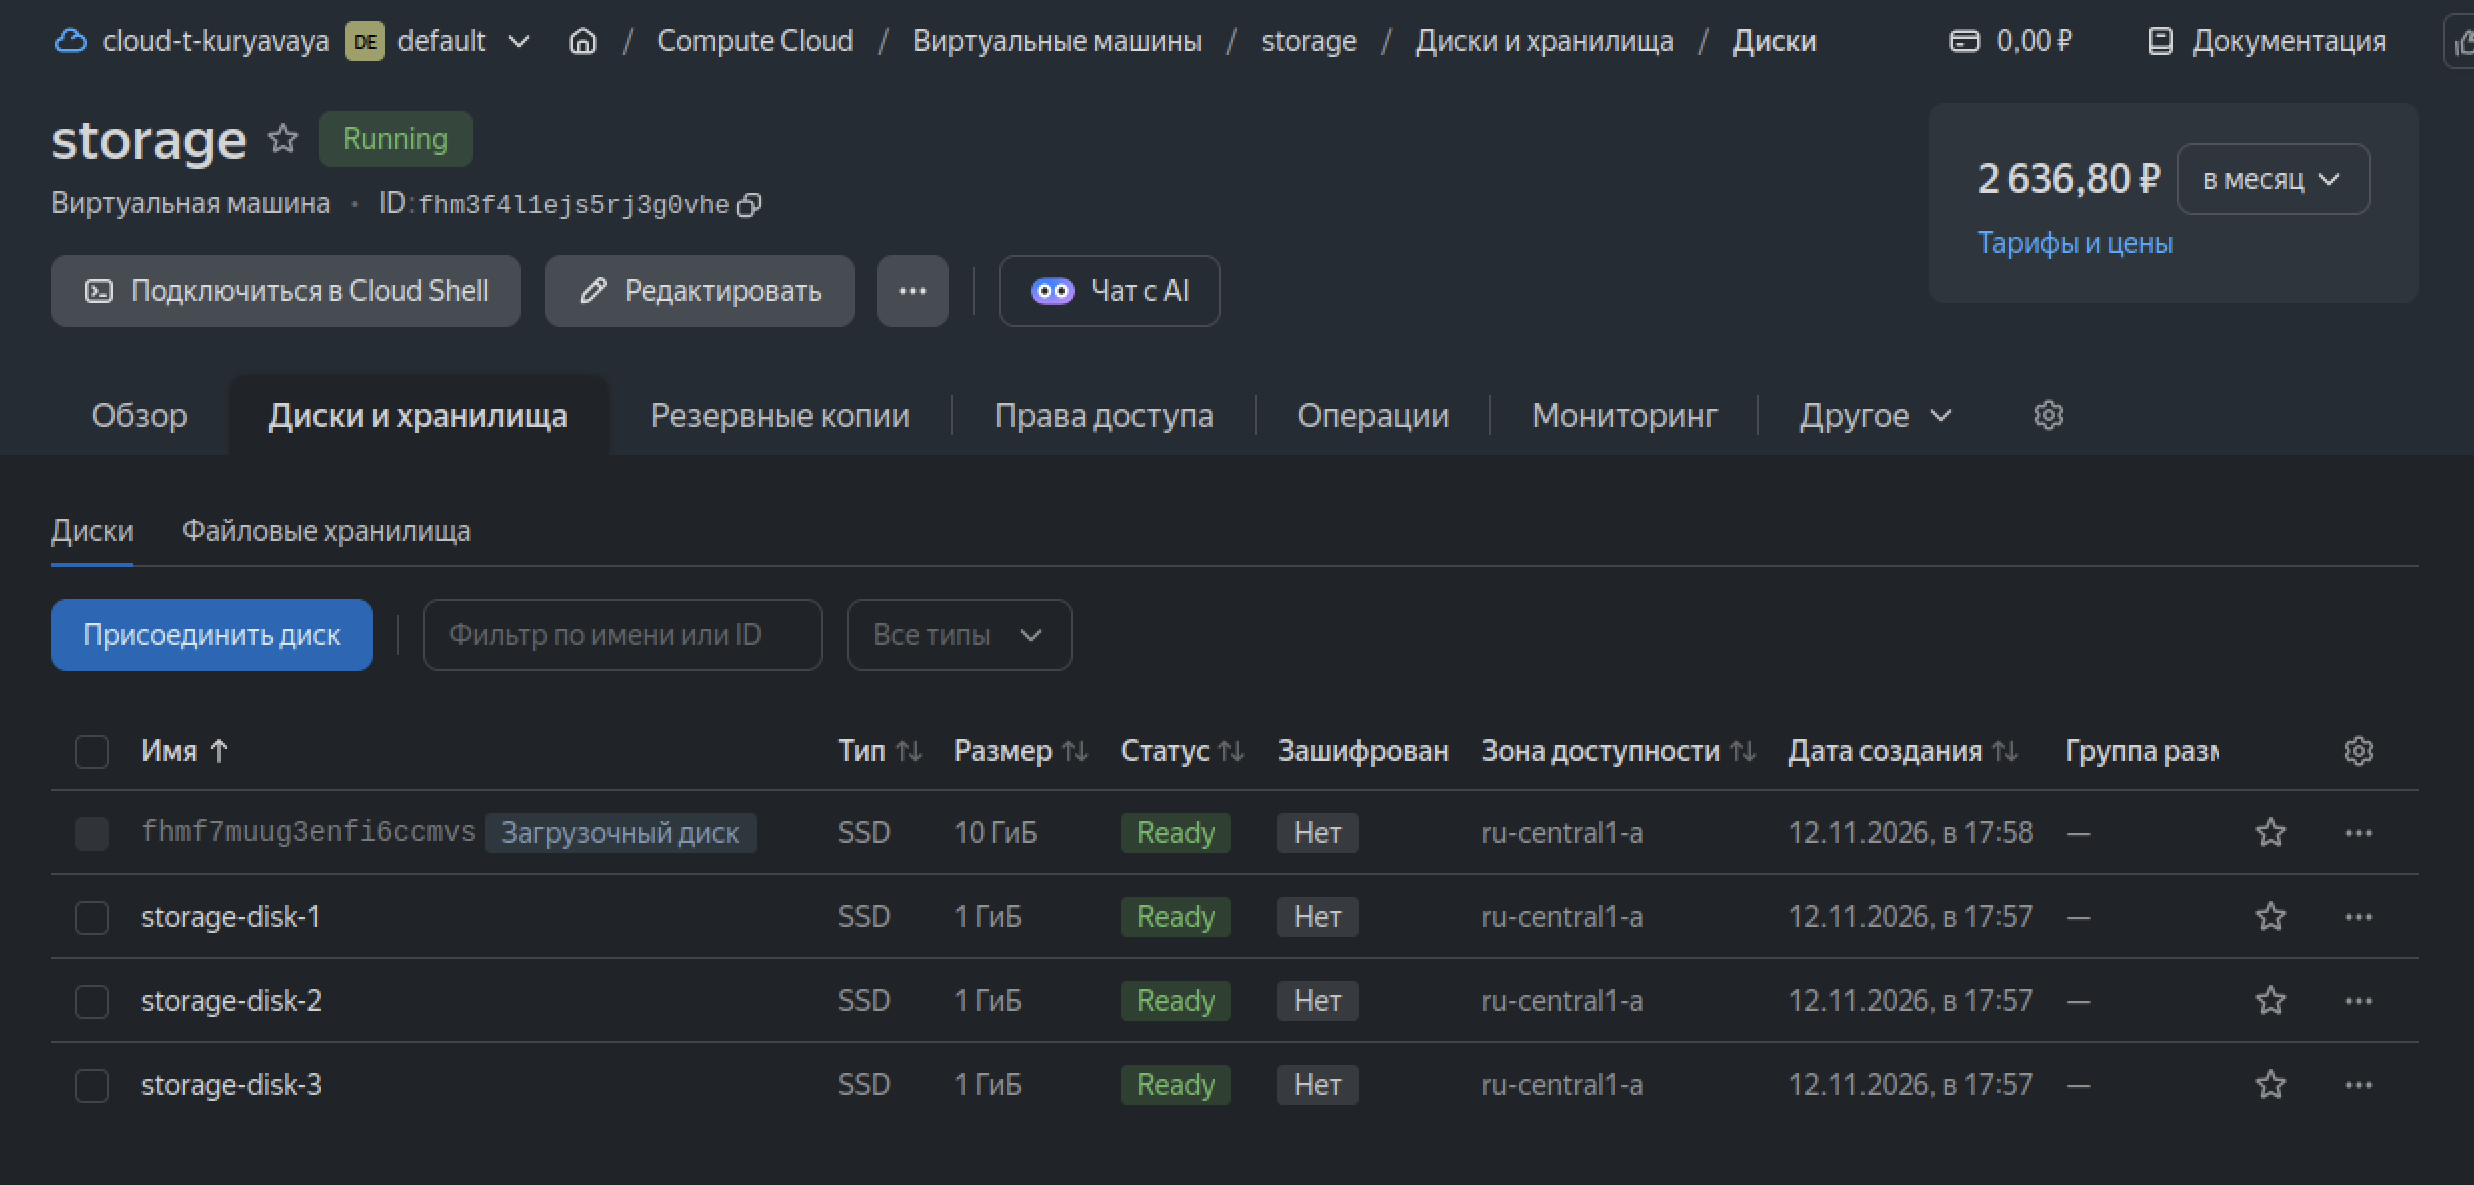 cloud-t-kuryavaya DE default / Compute Cloud / Виртуальные машины / storage / Диски и хранилища / Диски 0,00 ₽ Документация
storage Running
Виртуальная машина · ID:fhm3f4l1ejs5rj3g0vhe
2 636,80 ₽ в месяц
Тарифы и цены
Подключиться в Cloud Shell Редактировать ··· Чат с AI
Обзор Диски и хранилища Резервные копии Права доступа Операции Мониторинг Другое
Диски Файловые хранилища
Присоединить диск Фильтр по имени или ID Все типы
Имя ↑ Тип Размер Статус Зашифрован Зона доступности Дата создания Группа разм
fhmf7muug3enfi6ccmvs Загрузочный диск SSD 10 ГиБ Ready Нет ru-central1-a 12.11.2026, в 17:58 —
storage-disk-1 SSD 1 ГиБ Ready Нет ru-central1-a 12.11.2026, в 17:57 —
storage-disk-2 SSD 1 ГиБ Ready Нет ru-central1-a 12.11.2026, в 17:57 —
storage-disk-3 SSD 1 ГиБ Ready Нет ru-central1-a 12.11.2026, в 17:57 —